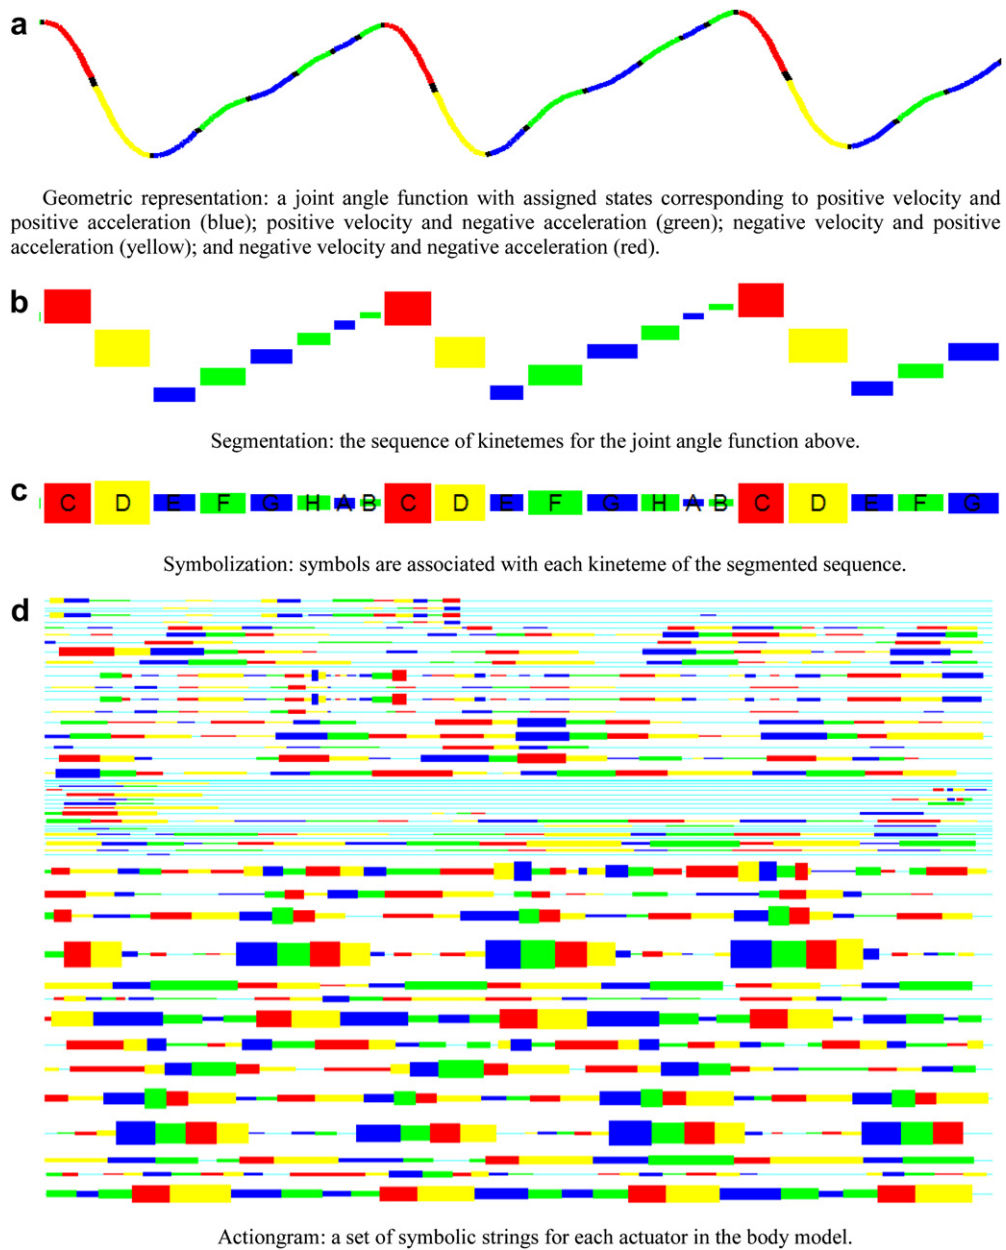 a
Geometric representation: a joint angle function with assigned states corresponding to positive velocity and
positive acceleration (blue); positive velocity and negative acceleration (green); negative velocity and positive
acceleration (yellow); and negative velocity and negative acceleration (red).
b
Segmentation: the sequence of kinetemes for the joint angle function above.
c C D E F G H A B C D E F G H A B C D E F G
Symbolization: symbols are associated with each kineteme of the segmented sequence.
d
Actiongram: a set of symbolic strings for each actuator in the body model.